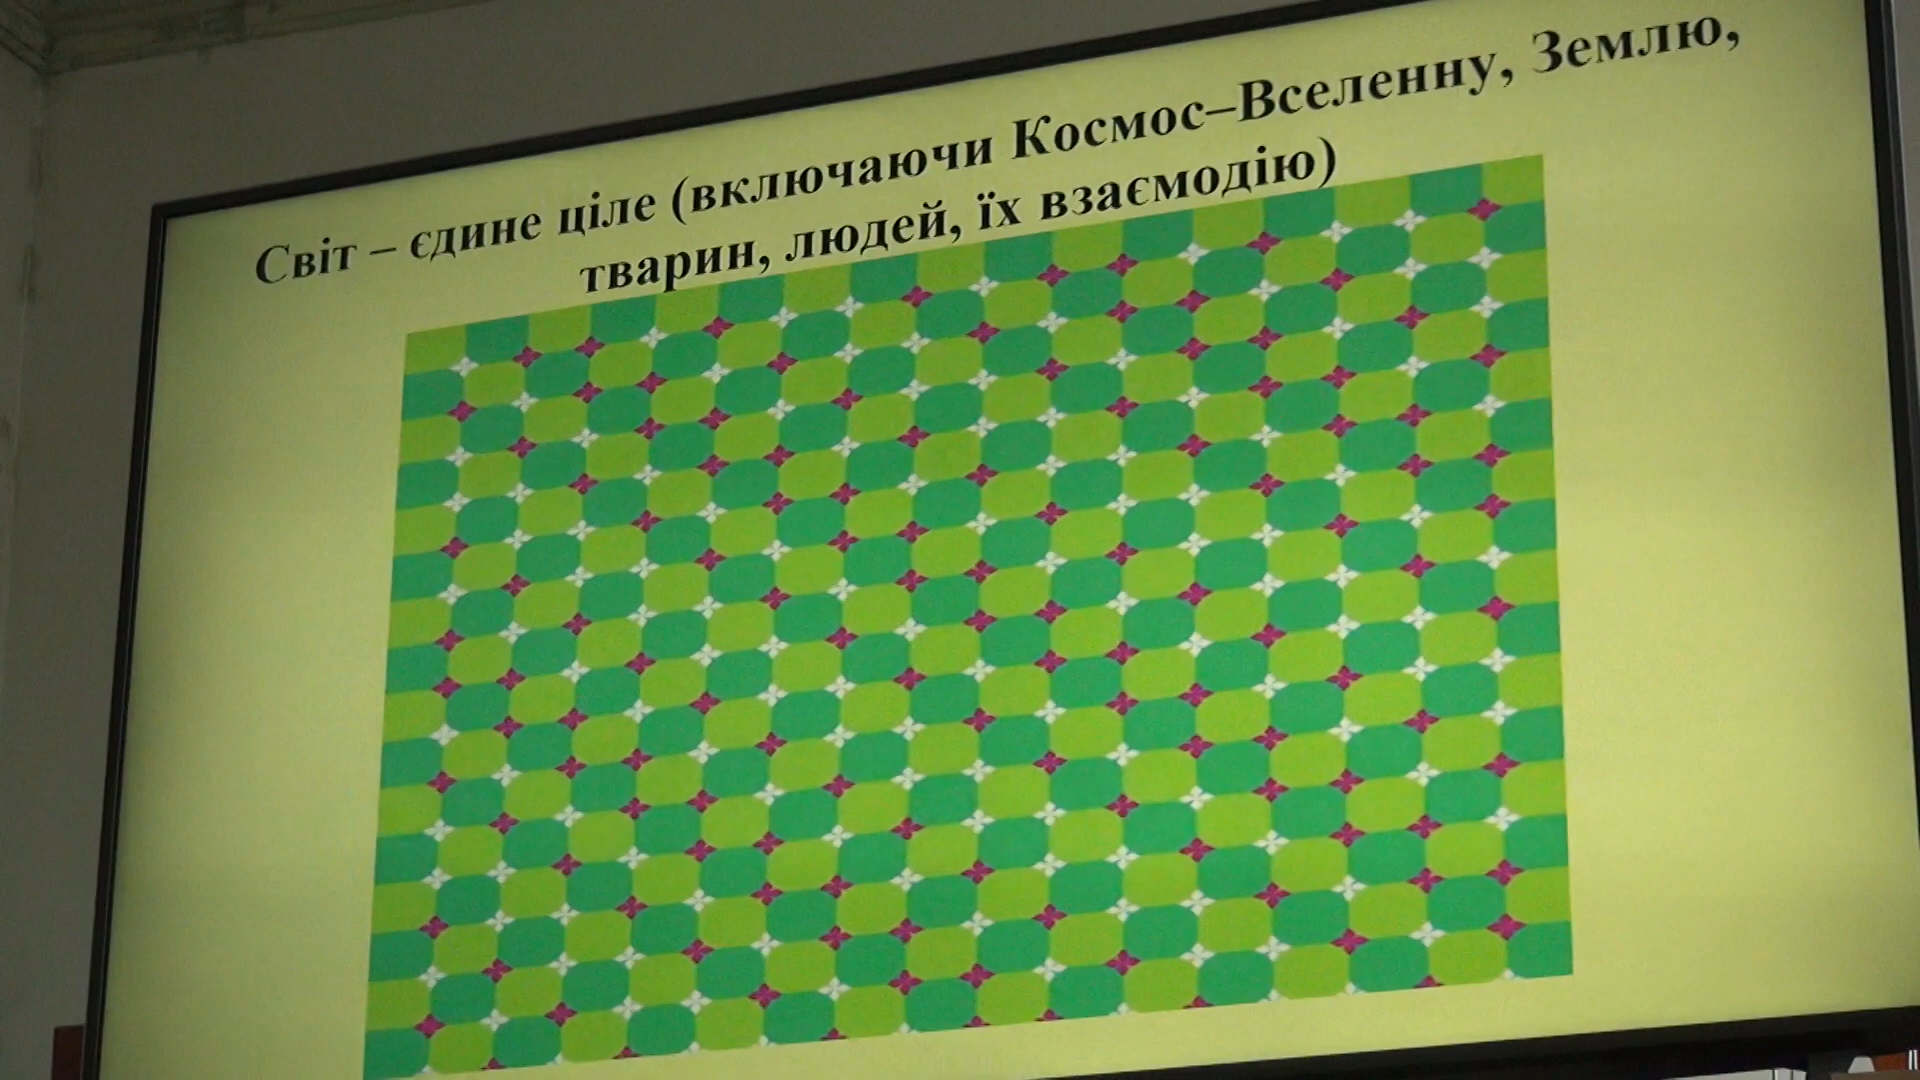 Світ – єдине ціле (включаючи Космос–Вселенну, Землю,
тварин, людей, їх взаємодію)